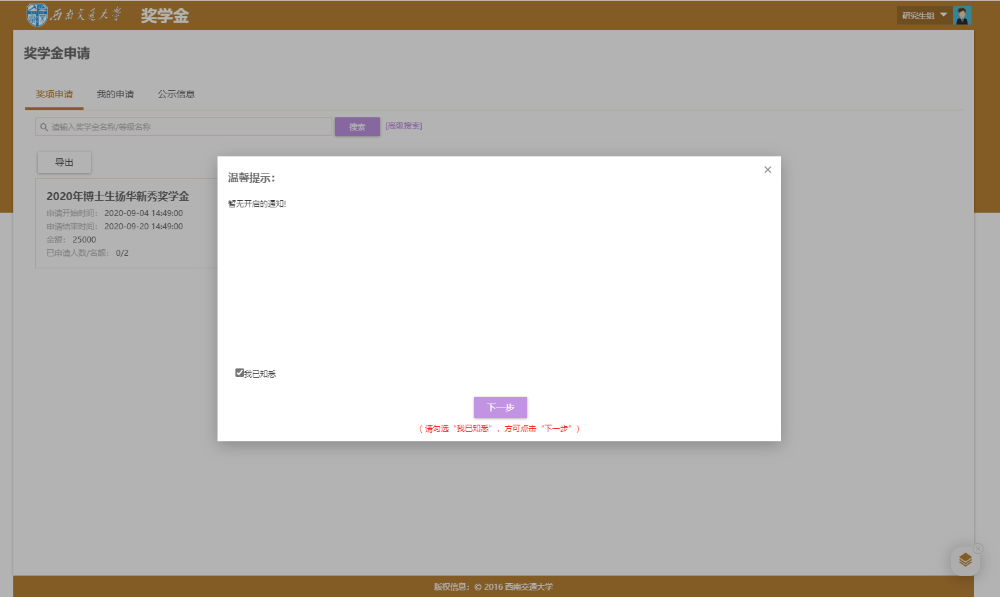 西南交通大学 奖学金
研究生组
奖学金申请
奖项申请 我的申请 公示信息
请输入奖学金名称/等级名称 搜索 [高级搜索]
导出
2020年博士生扬华新秀奖学金
申请开始时间： 2020-09-04 14:49:00
申请结束时间： 2020-09-20 14:49:00
金额： 25000
已申请人数/名额： 0/2
温馨提示：
暂无开启的通知!
我已知悉
下一步
（ 请勾选“我已知悉”，方可点击“下一步” ）
版权信息：© 2016 西南交通大学